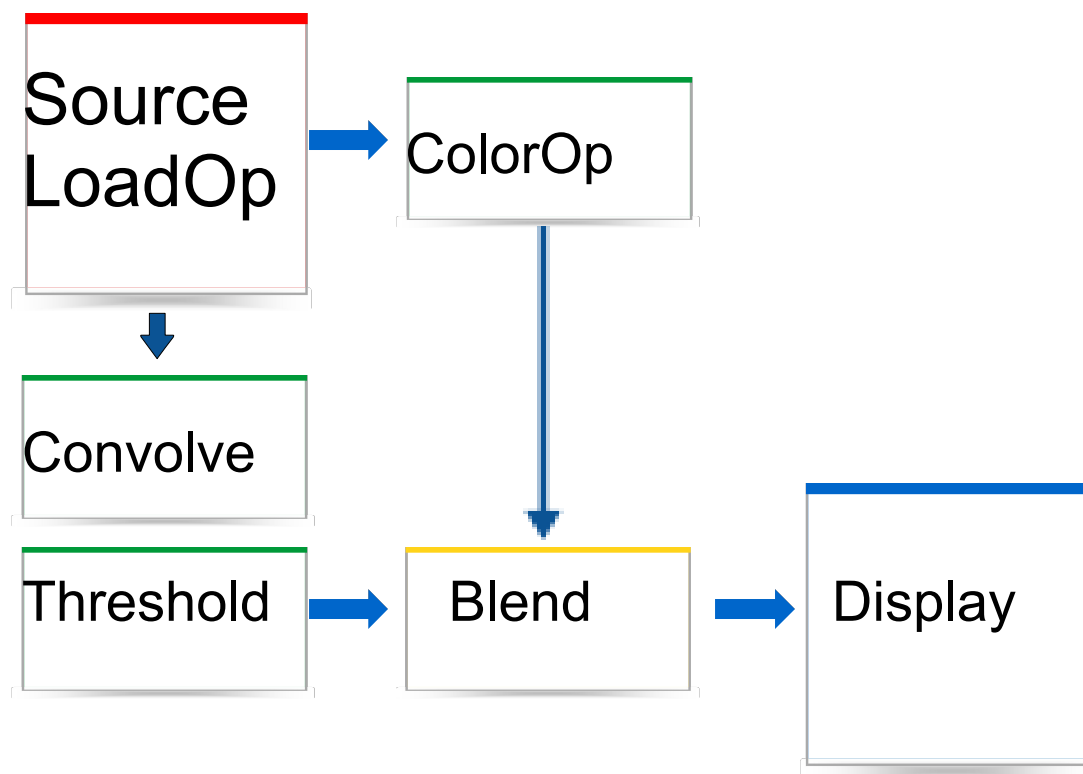 Source
LoadOp
ColorOp
Convolve
Threshold
Blend
Display